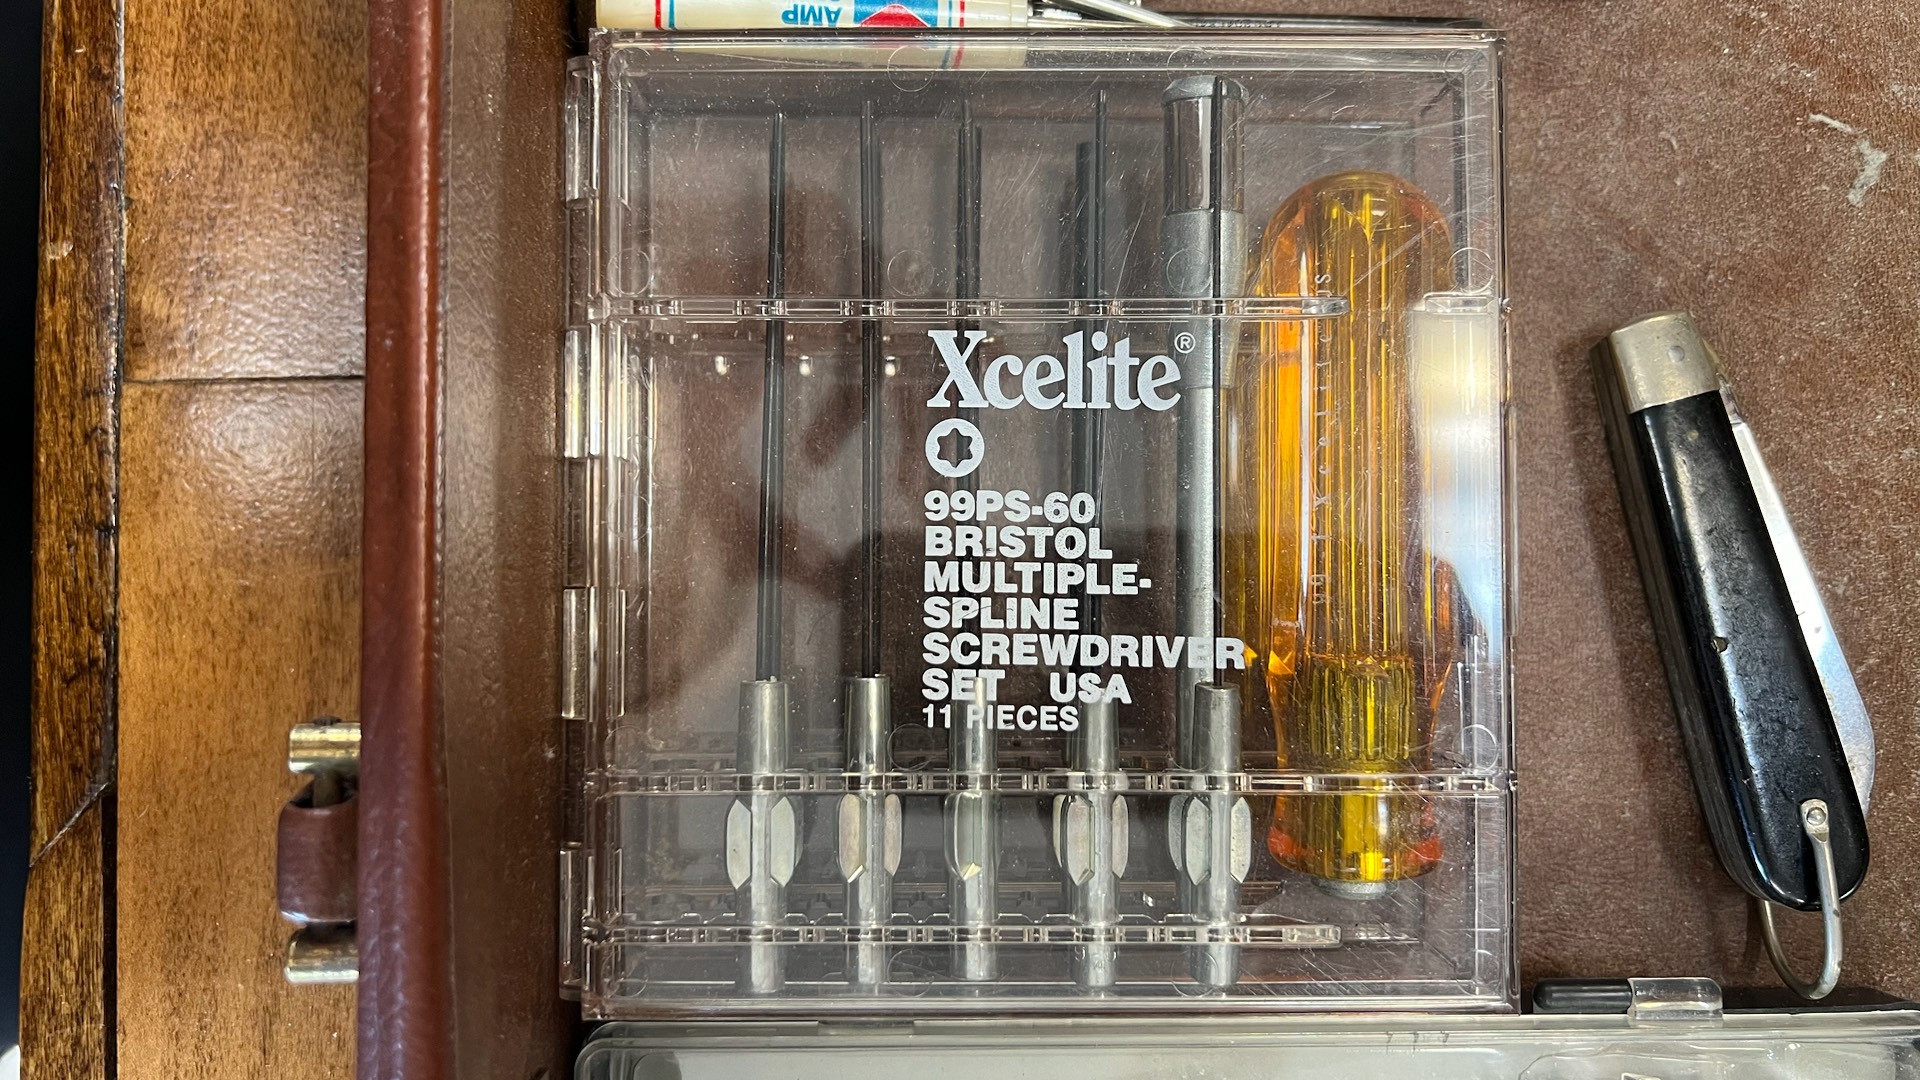 AMP
Xcelite®
99PS-60
BRISTOL
MULTIPLE-
SPLINE
SCREWDRIVER
SET USA
11 PIECES